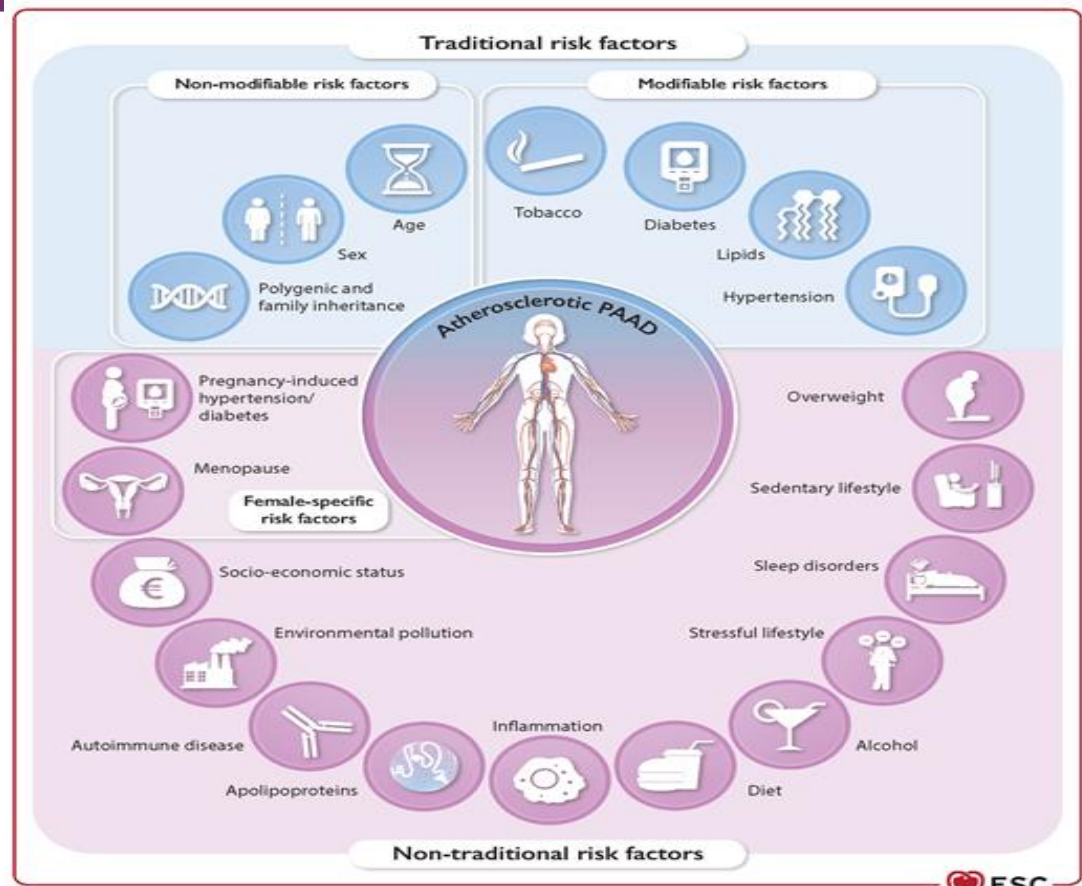 Traditional risk factors
Non-modifiable risk factors
Modifiable risk factors
Age
Sex
Polygenic and
family inheritance
Tobacco
Diabetes
Lipids
Hypertension
Atherosclerotic PAAD
Pregnancy-induced
hypertension/
diabetes
Menopause
Female-specific
risk factors
Overweight
Sedentary lifestyle
Sleep disorders
Stressful lifestyle
Alcohol
Diet
Inflammation
Apolipoproteins
Autoimmune disease
Environmental pollution
Socio-economic status
€
Non-traditional risk factors
ESC